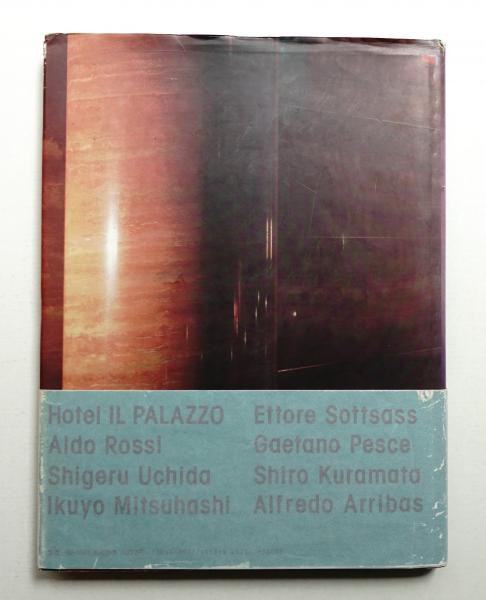 Hotel IL PALAZZO
Aldo Rossi
Shigeru Uchida
Ikuyo Mitsuhashi
Ettore Sottsass
Gaetano Pesce
Shiro Kuramata
Alfredo Arribas